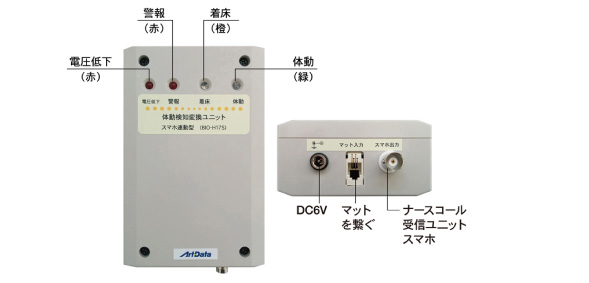 警報
（赤）
着床
（橙）
電圧低下
（赤）
体動
（緑）
電圧低下 警報 着床 体動
体動検知変換ユニット
スマホ連動型 （BIO-H17S）
ArtData
マット入力 スマホ出力
DC6V
マット
を繋ぐ
ナースコール
受信ユニット
スマホ